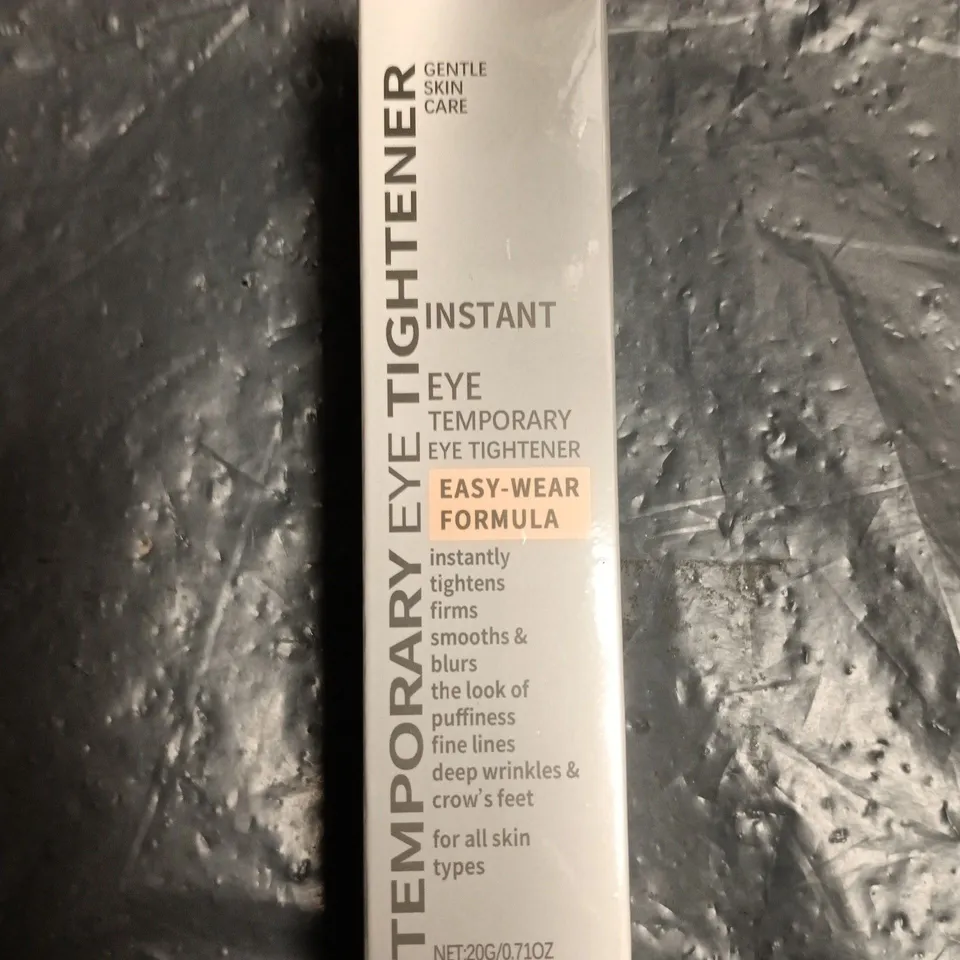 TEMPORARY EYE TIGHTENER
GENTLE
SKIN
CARE
INSTANT
EYE
TEMPORARY
EYE TIGHTENER
EASY-WEAR
FORMULA
instantly
tightens
firms
smooths &
blurs
the look of
puffiness
fine lines
deep wrinkles &
crow's feet
for all skin
types
NET:20G/0.71OZ